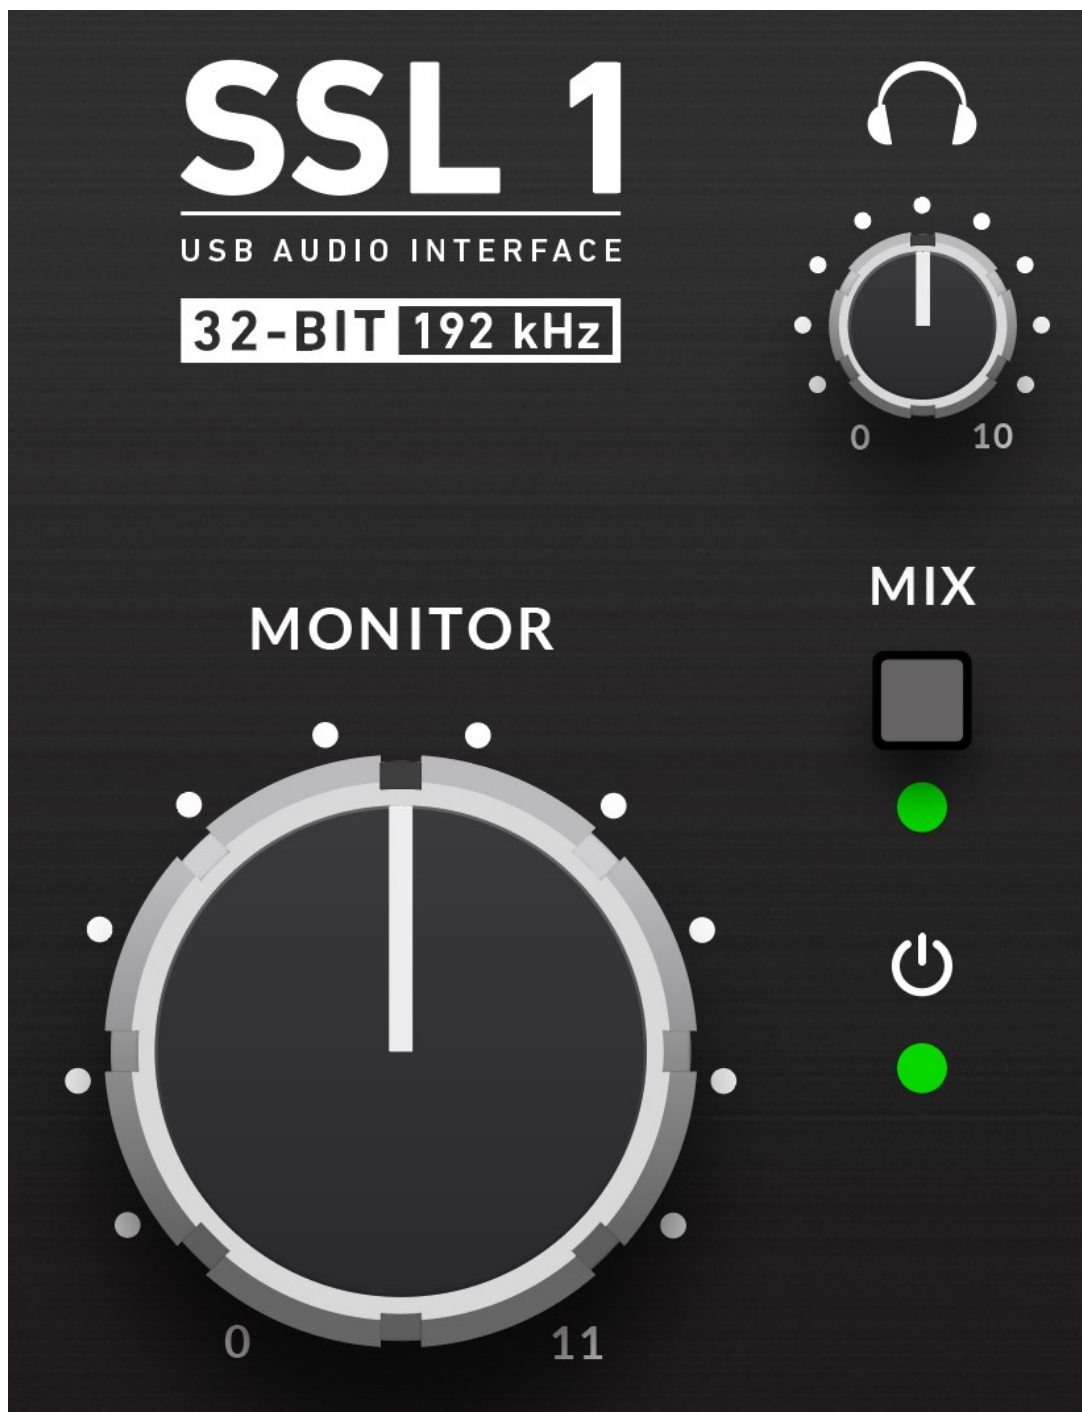 SSL 1
USB AUDIO INTERFACE
32-BIT 192 kHz
0 10
MIX
MONITOR
0 11